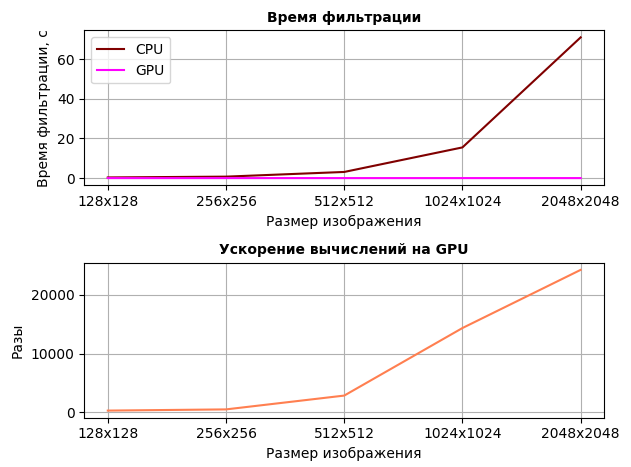 Время фильтрации
Время фильтрации, с
60
40
20
0
CPU
GPU
128x128 256x256 512x512 1024x1024 2048x2048
Размер изображения
Ускорение вычислений на GPU
Разы
20000
10000
0
128x128 256x256 512x512 1024x1024 2048x2048
Размер изображения